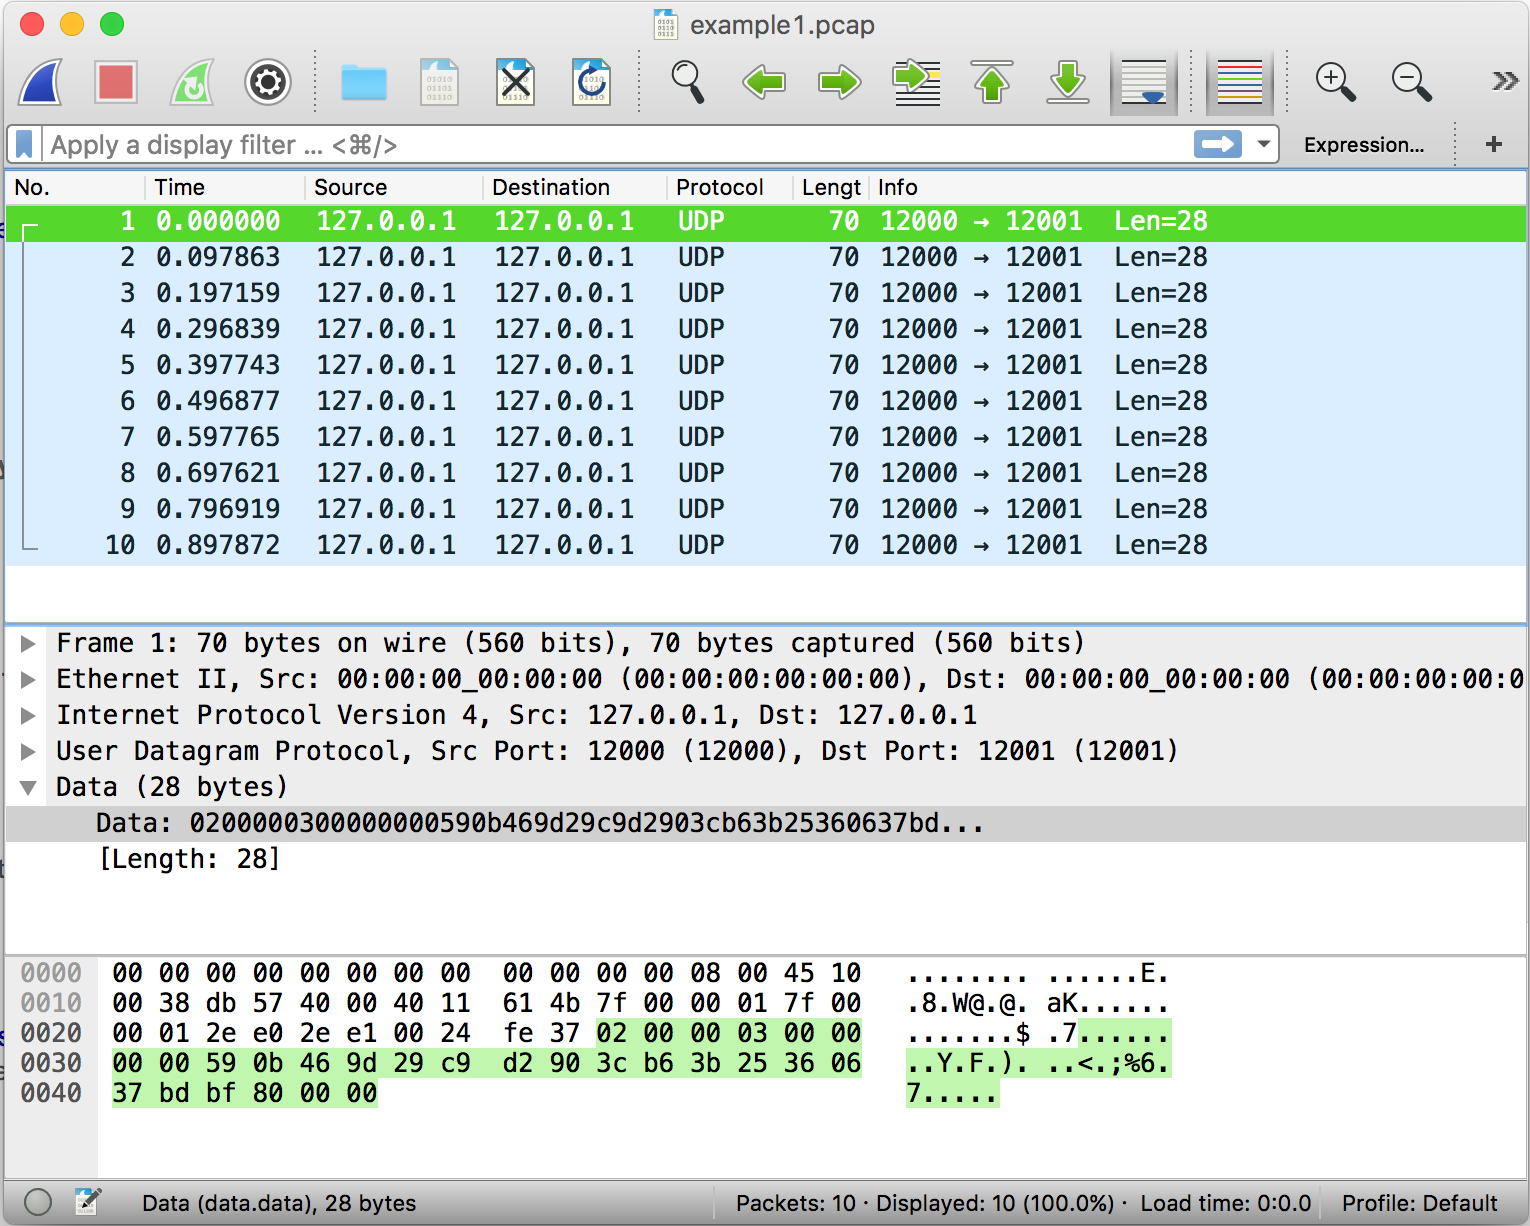 example1.pcap
Apply a display filter ... <⌘/>
Expression...
+
No. Time Source Destination Protocol Lengt Info
1 0.000000 127.0.0.1 127.0.0.1 UDP 70 12000 → 12001 Len=28
2 0.097863 127.0.0.1 127.0.0.1 UDP 70 12000 → 12001 Len=28
3 0.197159 127.0.0.1 127.0.0.1 UDP 70 12000 → 12001 Len=28
4 0.296839 127.0.0.1 127.0.0.1 UDP 70 12000 → 12001 Len=28
5 0.397743 127.0.0.1 127.0.0.1 UDP 70 12000 → 12001 Len=28
6 0.496877 127.0.0.1 127.0.0.1 UDP 70 12000 → 12001 Len=28
7 0.597765 127.0.0.1 127.0.0.1 UDP 70 12000 → 12001 Len=28
8 0.697621 127.0.0.1 127.0.0.1 UDP 70 12000 → 12001 Len=28
9 0.796919 127.0.0.1 127.0.0.1 UDP 70 12000 → 12001 Len=28
10 0.897872 127.0.0.1 127.0.0.1 UDP 70 12000 → 12001 Len=28
Frame 1: 70 bytes on wire (560 bits), 70 bytes captured (560 bits)
Ethernet II, Src: 00:00:00_00:00:00 (00:00:00:00:00:00), Dst: 00:00:00_00:00:00 (00:00:00:00:0
Internet Protocol Version 4, Src: 127.0.0.1, Dst: 127.0.0.1
User Datagram Protocol, Src Port: 12000 (12000), Dst Port: 12001 (12001)
Data (28 bytes)
Data: 0200000300000000590b469d29c9d2903cb63b25360637bd...
[Length: 28]
0000 00 00 00 00 00 00 00 00 00 00 00 00 08 00 45 10 ........ ......E.
0010 00 38 db 57 40 00 40 11 61 4b 7f 00 00 01 7f 00 .8.W@.@. aK......
0020 00 01 2e e0 2e e1 00 24 fe 37 02 00 00 03 00 00 .......$ .7......
0030 00 00 59 0b 46 9d 29 c9 d2 90 3c b6 3b 25 36 06 ..Y.F.). ..<.;%6.
0040 37 bd bf 80 00 00 7.....
Data (data.data), 28 bytes
Packets: 10 · Displayed: 10 (100.0%) · Load time: 0:0.0
Profile: Default